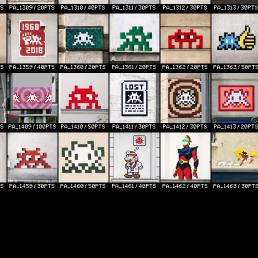 PA_1309/30PTS PA_1310/40PTS PA_1311/30PTS PA_1312/20PTS PA_1313/30PTS
1968
2018
PA_1359/40PTS PA_1360/20PTS PA_1361/20PTS PA_1362/20PTS PA_1363/50PTS
LOST
PA_1409/100PTS PA_1410/30PTS PA_1411/30PTS PA_1412/30PTS PA_1413/30PTS
PA_1459/30PTS PA_1460/50PTS PA_1461/40PTS PA_1462/40PTS PA_1463/30PTS